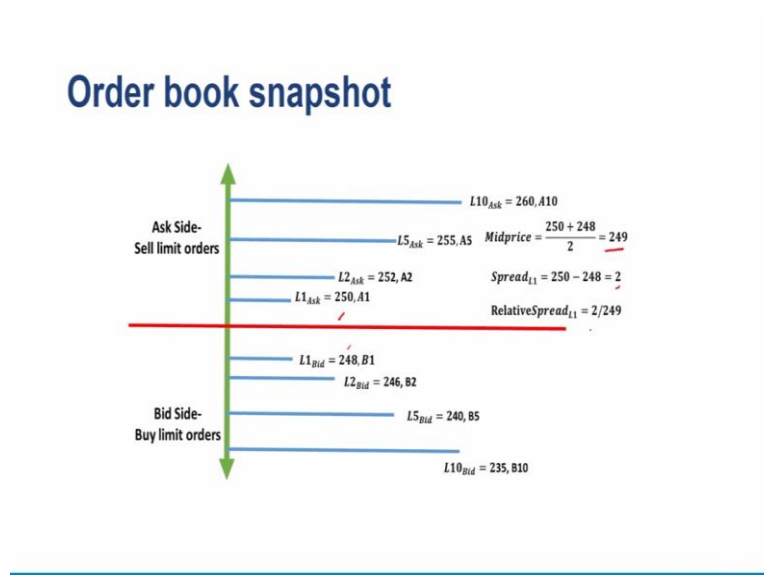 Order book snapshot
L10Ask = 260, A10
Ask Side-
Sell limit orders
L5Ask = 255, A5
Midprice = (250 + 248)/2 = 249
L2Ask = 252, A2
SpreadL1 = 250 − 248 = 2
L1Ask = 250, A1
RelativeSpreadL1 = 2/249
L1Bid = 248, B1
L2Bid = 246, B2
Bid Side-
Buy limit orders
L5Bid = 240, B5
L10Bid = 235, B10